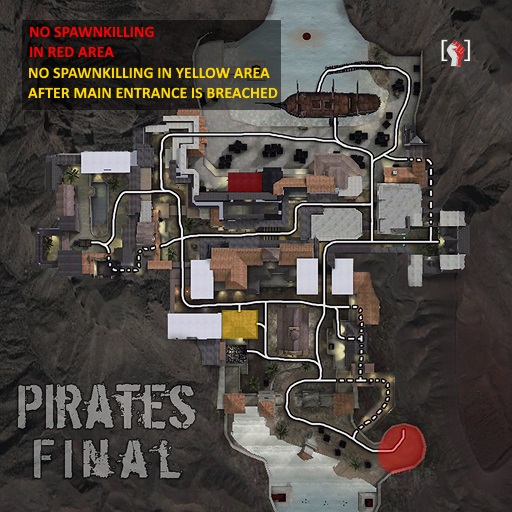 NO SPAWNKILLING
IN RED AREA
NO SPAWNKILLING IN YELLOW AREA
AFTER MAIN ENTRANCE IS BREACHED
PIRATES
FINAL